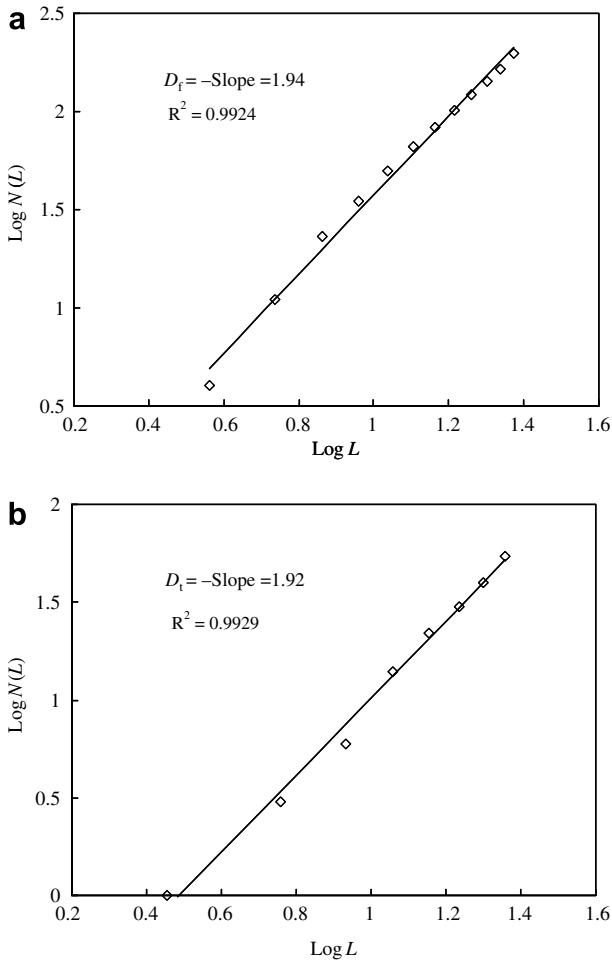 a
2.5
D_f = –Slope =1.94
R² = 0.9924
2
Log N (L)
1.5
1
0.5
0.2 0.4 0.6 0.8 1 1.2 1.4 1.6
Log L
b
2
D_t = –Slope =1.92
R² = 0.9929
1.5
Log N (L)
1
0.5
0
0.2 0.4 0.6 0.8 1 1.2 1.4 1.6
Log L